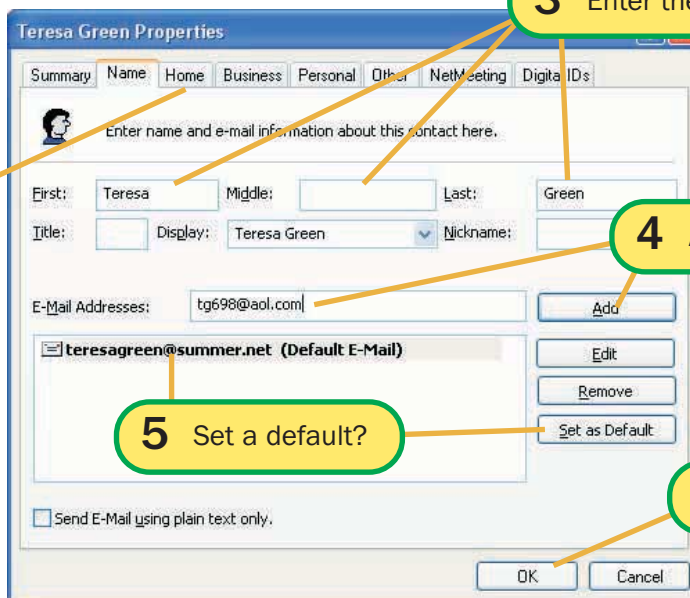 3 Enter the
Teresa Green Properties
Summary Name Home Business Personal Other NetMeeting Digital IDs
Enter name and e-mail information about this contact here.
First: Teresa Middle: Last: Green
Title: Display: Teresa Green Nickname:
4
E-Mail Addresses: tg698@aol.com Add
teresagreen@summer.net (Default E-Mail) Edit
Remove
5 Set a default? Set as Default
Send E-Mail using plain text only.
OK Cancel